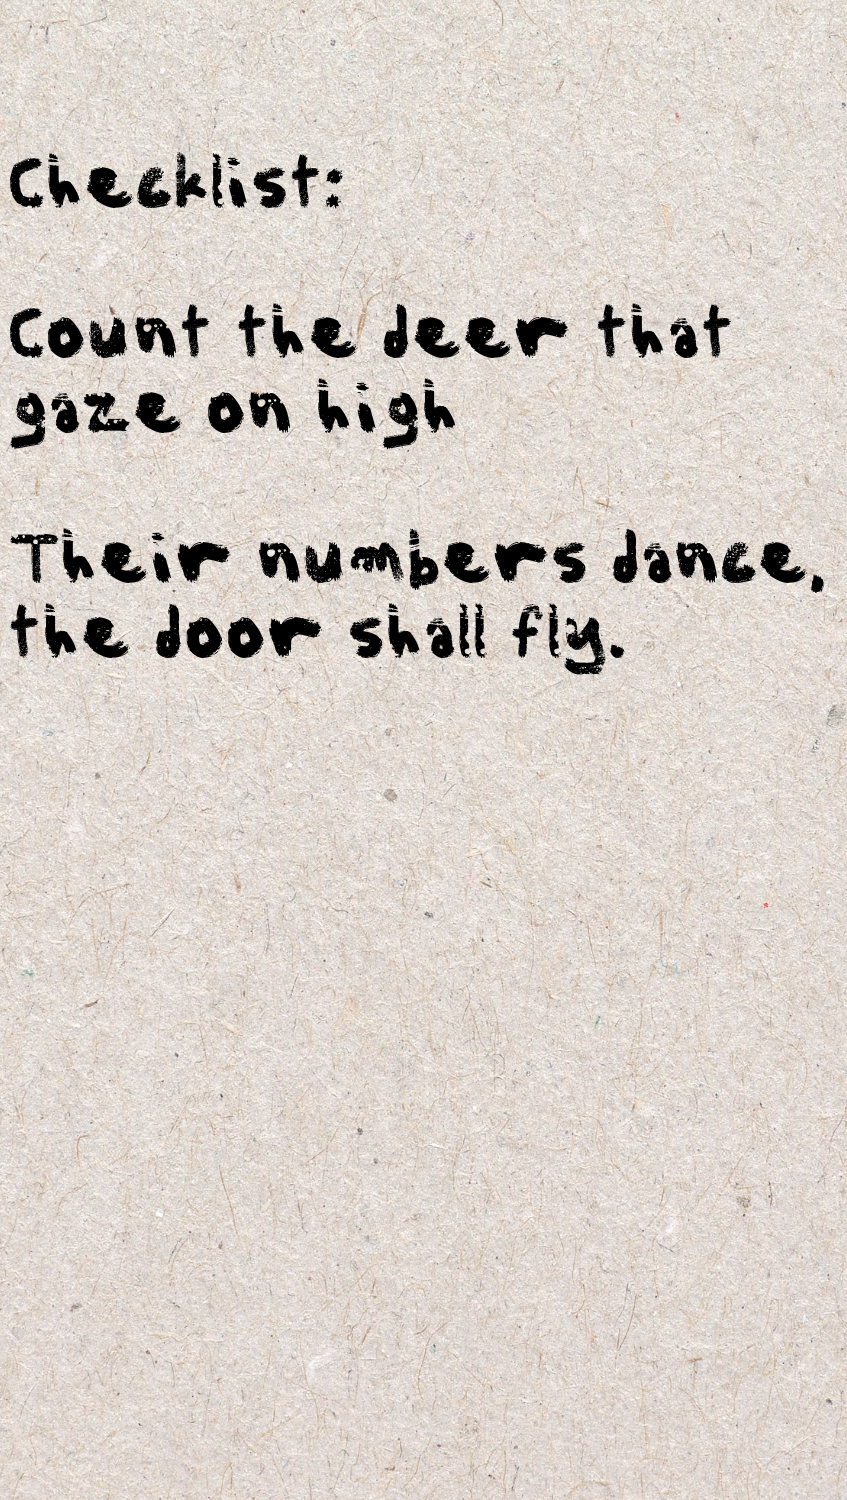 Checklist:
Count the deer that
gaze on high
Their numbers dance,
the door shall fly.